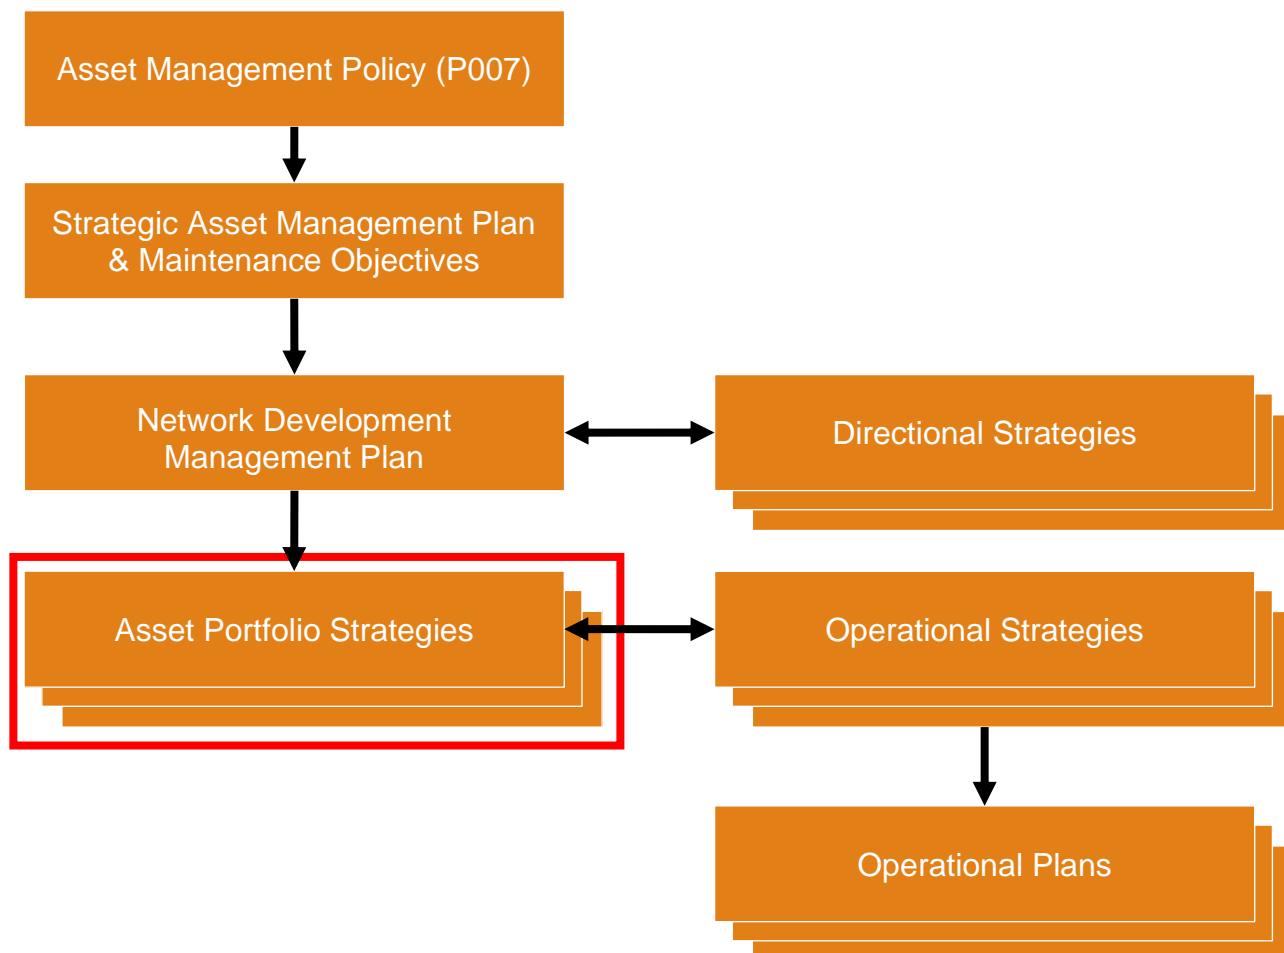 Asset Management Policy (P007)
Strategic Asset Management Plan
& Maintenance Objectives
Network Development
Management Plan
Directional Strategies
Asset Portfolio Strategies
Operational Strategies
Operational Plans